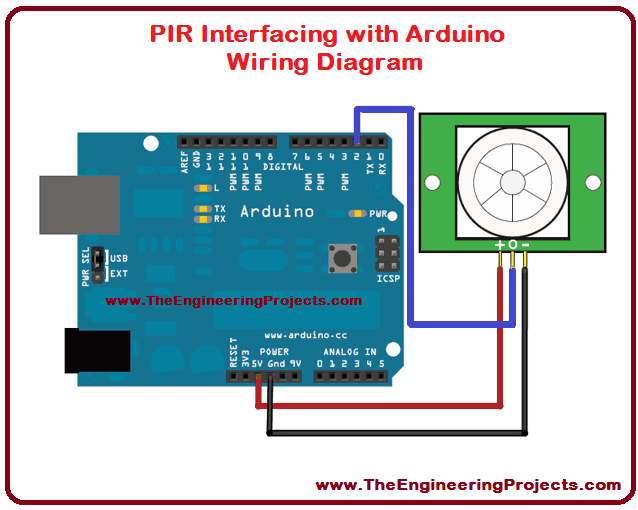 PIR Interfacing with Arduino
Wiring Diagram
AREF
GND
13
12
11
10
9
8
7
6
5
4
3
2
1
0
DIGITAL
PWM
PWM
PWM
PWM
PWM
PWM
TX
RX
L
TX
RX
Arduino
PWR
1
ICSP
PWR SEL
USB
EXT
+ O -
www.TheEngineeringProjects.com
www.arduino.cc
RESET
3V3
POWER
5V Gnd 9V
ANALOG IN
0 1 2 3 4 5
www.TheEngineeringProjects.com